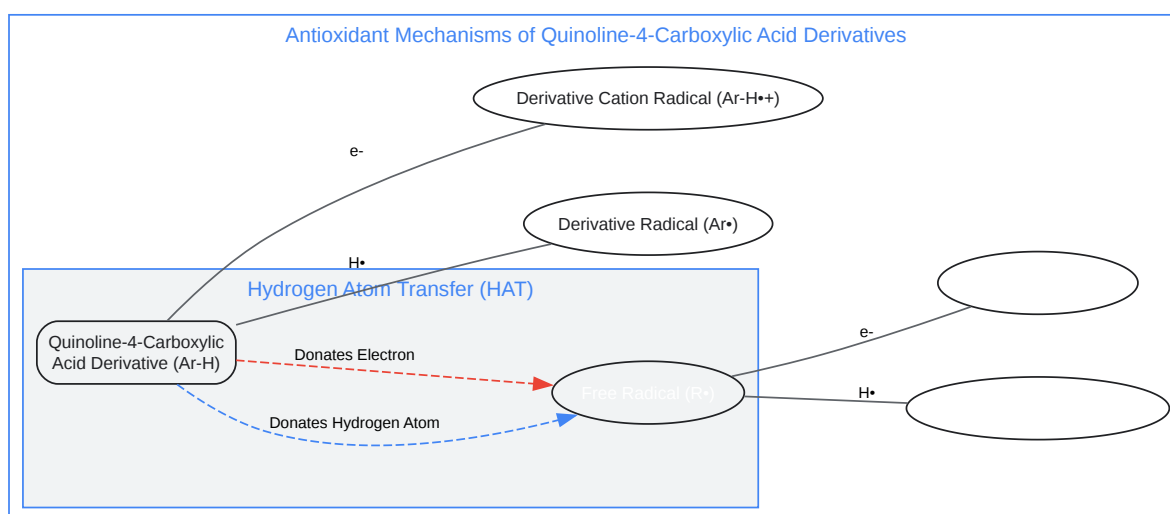 Antioxidant Mechanisms of Quinoline-4-Carboxylic Acid Derivatives
Derivative Cation Radical (Ar-H•+)
e-
Derivative Radical (Ar•)
H•
Hydrogen Atom Transfer (HAT)
Quinoline-4-Carboxylic
Acid Derivative (Ar-H)
Donates Electron
Donates Hydrogen Atom
Free Radical (R•)
e-
H•